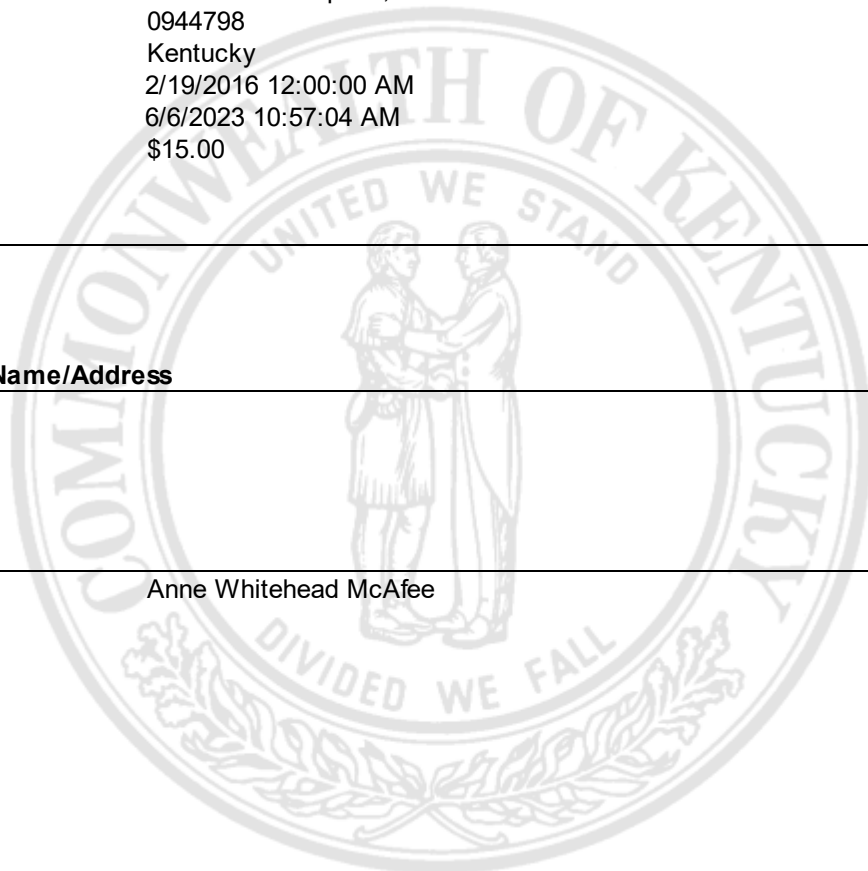 0944798
Kentucky
2/19/2016 12:00:00 AM
6/6/2023 10:57:04 AM
$15.00
COMMONWEALTH OF KENTUCKY
UNITED WE STAND
Name/Address
Anne Whitehead McAfee
DIVIDED WE FALL